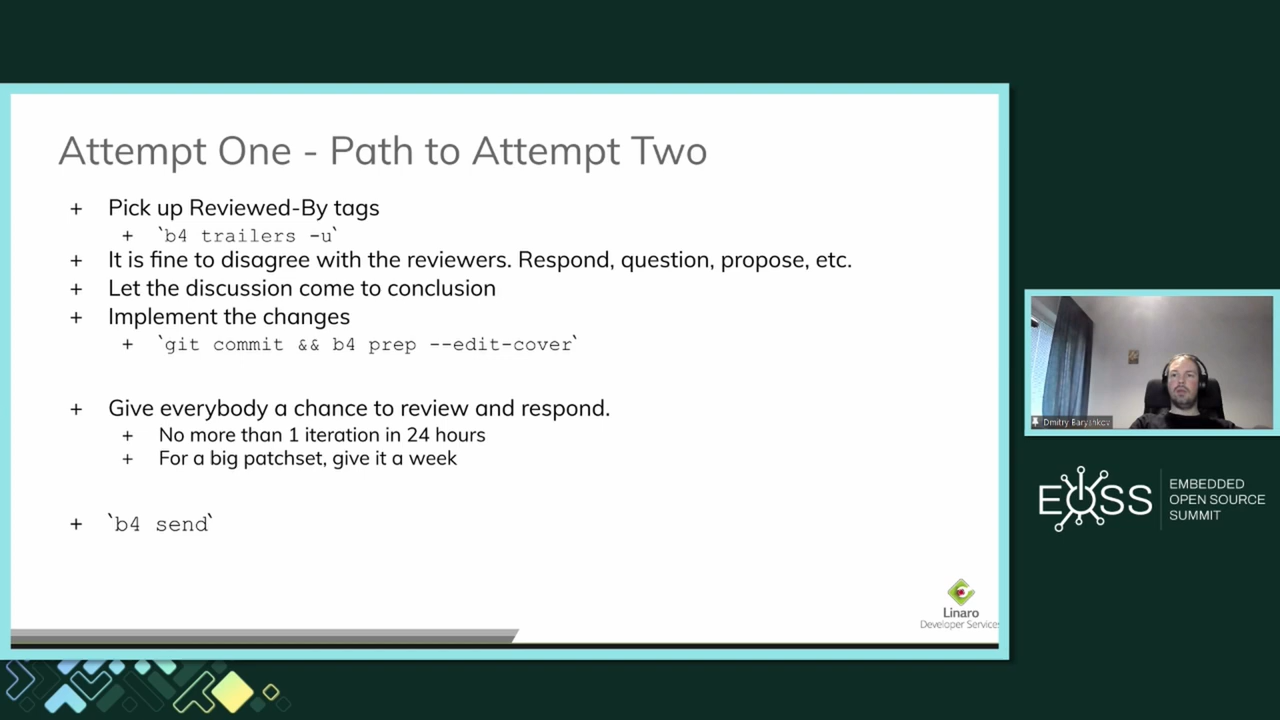 Attempt One - Path to Attempt Two
+ Pick up Reviewed-By tags
+ `b4 trailers -u`
+ It is fine to disagree with the reviewers. Respond, question, propose, etc.
+ Let the discussion come to conclusion
+ Implement the changes
+ `git commit && b4 prep --edit-cover`
+ Give everybody a chance to review and respond.
+ No more than 1 iteration in 24 hours
+ For a big patchset, give it a week
+ `b4 send`
Linaro
Developer Services
Dmitry Baryshkov
EOSS
EMBEDDED
OPEN SOURCE
SUMMIT